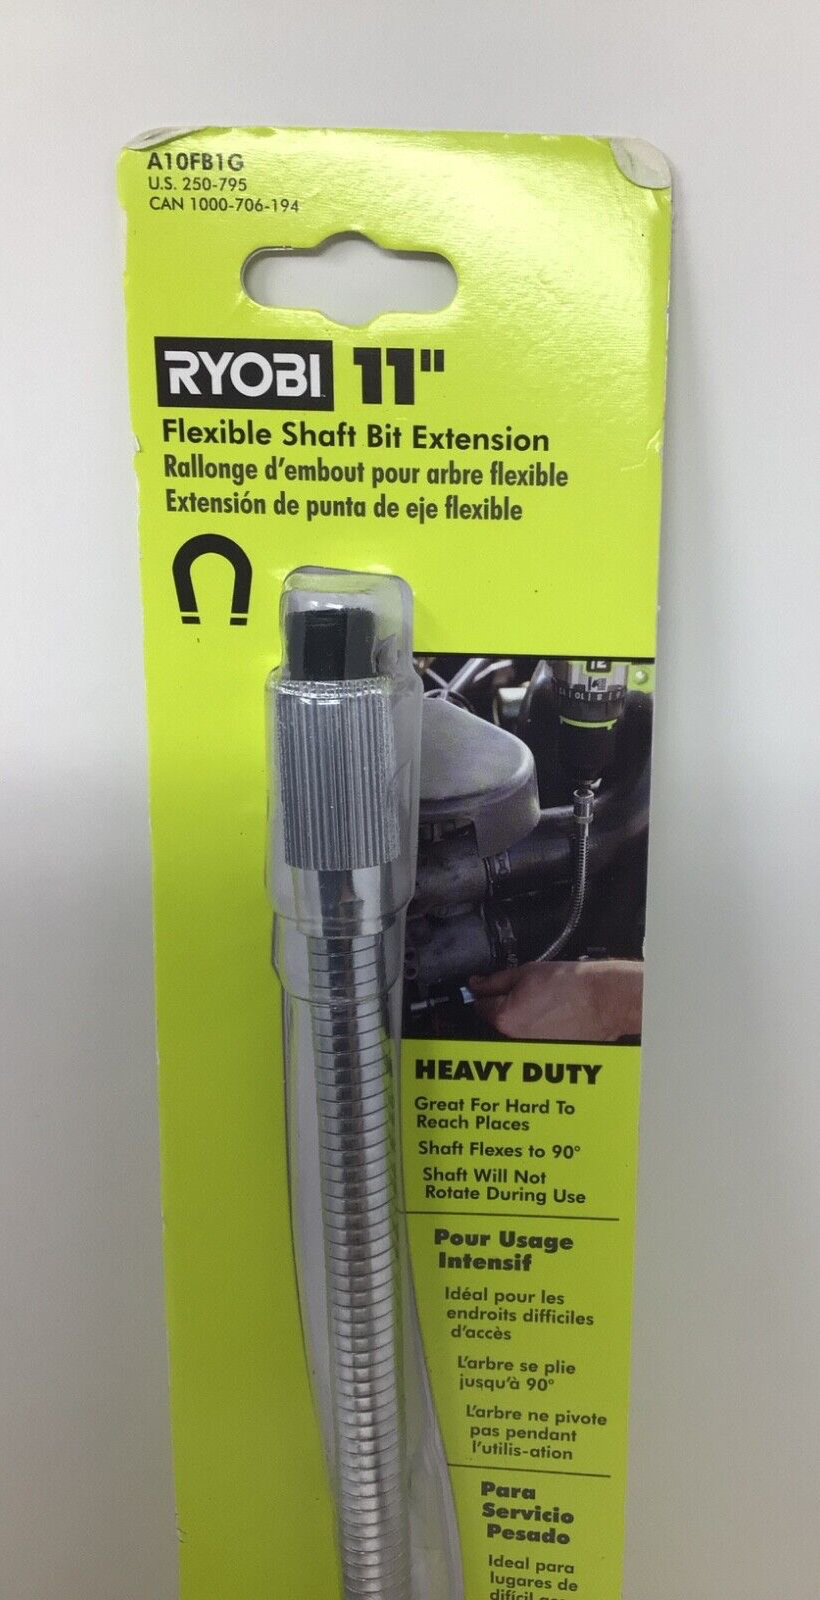 A10FB1G
U.S. 250-795
CAN 1000-706-194
RYOBI 11"
Flexible Shaft Bit Extension
Rallonge d'embout pour arbre flexible
Extensión de punta de eje flexible
HEAVY DUTY
Great For Hard To
Reach Places
Shaft Flexes to 90°
Shaft Will Not
Rotate During Use
Pour Usage
Intensif
Idéal pour les
endroits difficiles
d'accès
L'arbre se plie
jusqu'à 90°
L'arbre ne pivote
pas pendant
l'utilis-ation
Para
Servicio
Pesado
Ideal para
lugares de
difícil